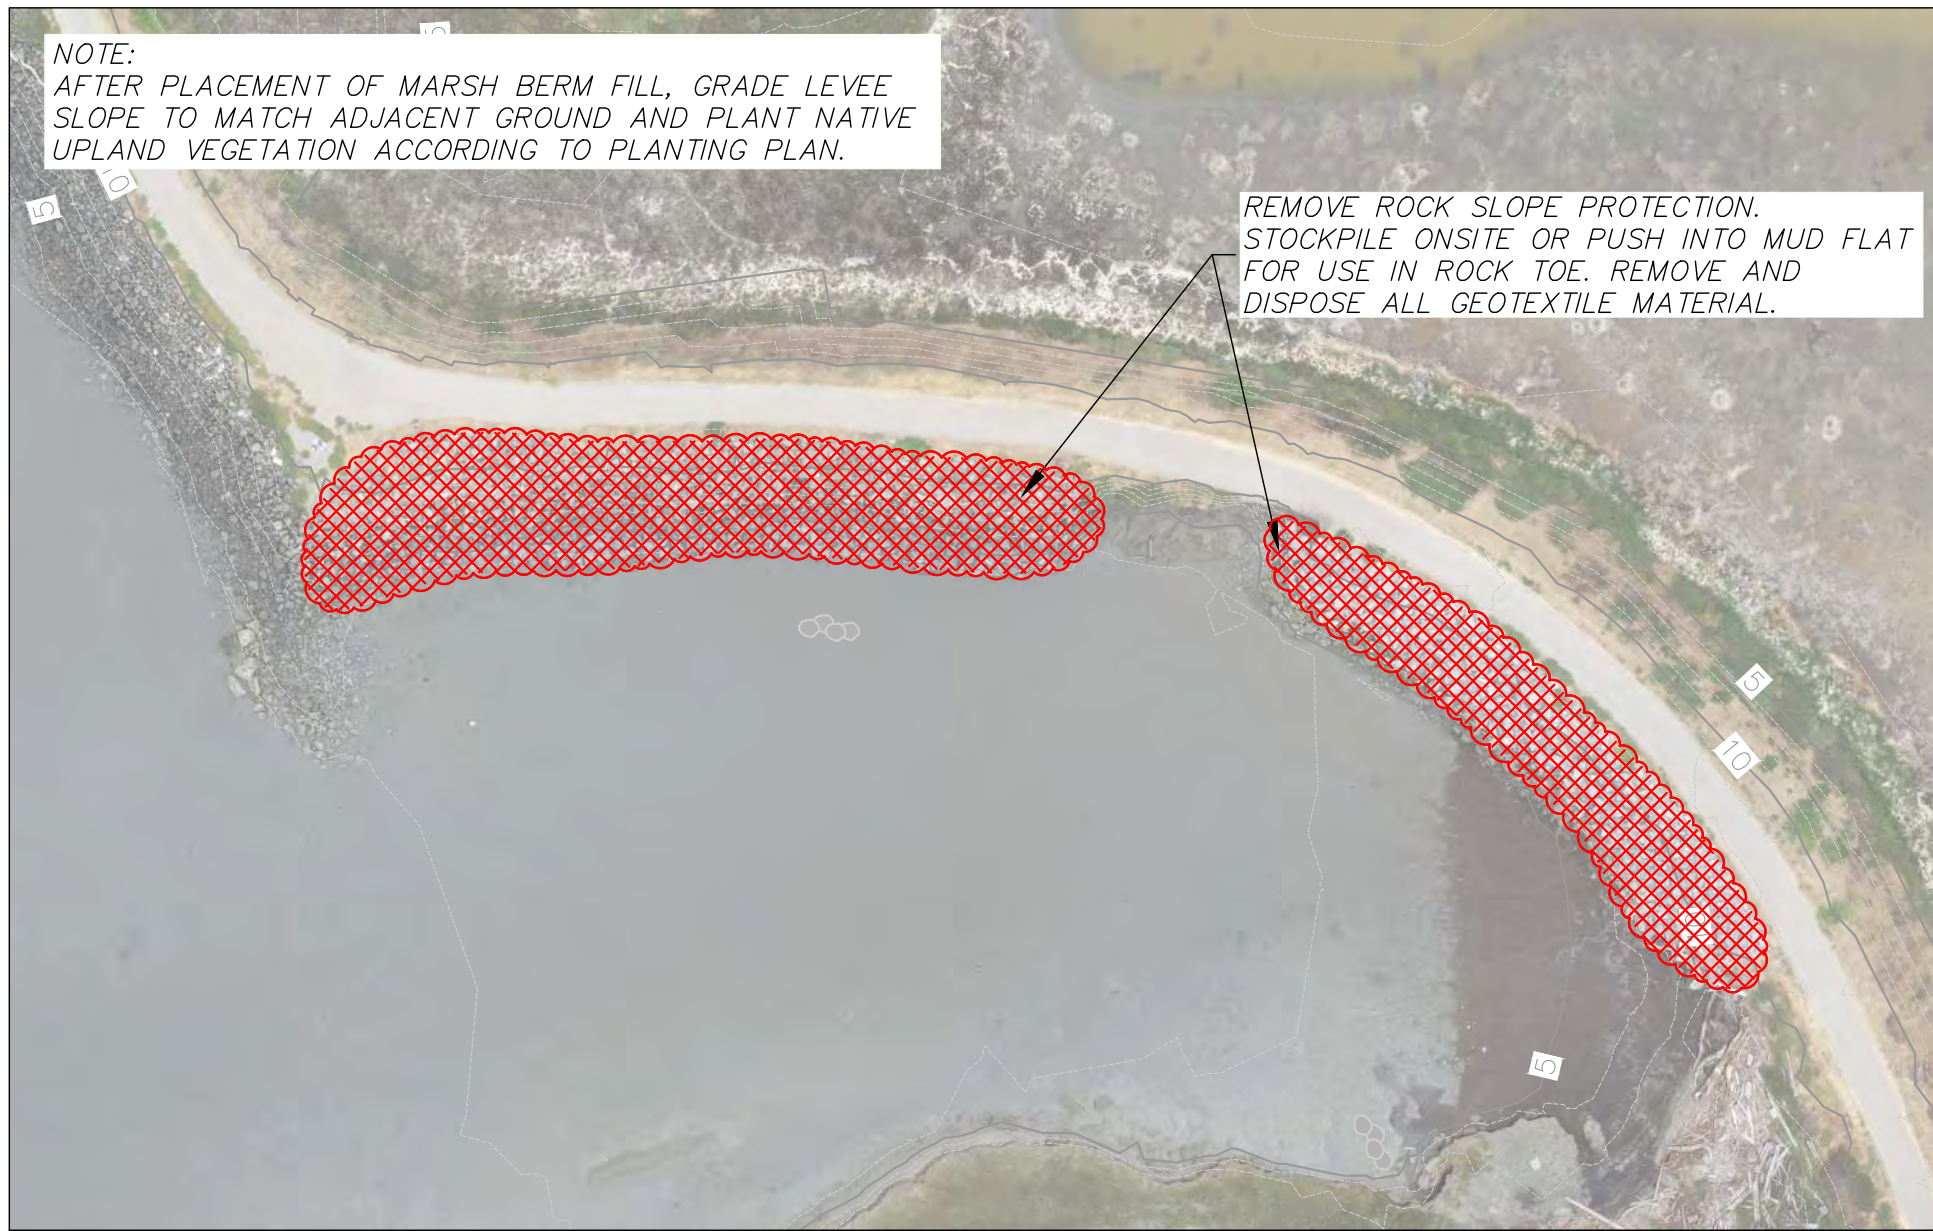 5
NOTE:
AFTER PLACEMENT OF MARSH BERM FILL, GRADE LEVEE
SLOPE TO MATCH ADJACENT GROUND AND PLANT NATIVE
UPLAND VEGETATION ACCORDING TO PLANTING PLAN.
10
5
REMOVE ROCK SLOPE PROTECTION.
STOCKPILE ONSITE OR PUSH INTO MUD FLAT
FOR USE IN ROCK TOE. REMOVE AND
DISPOSE ALL GEOTEXTILE MATERIAL.
5
10
5